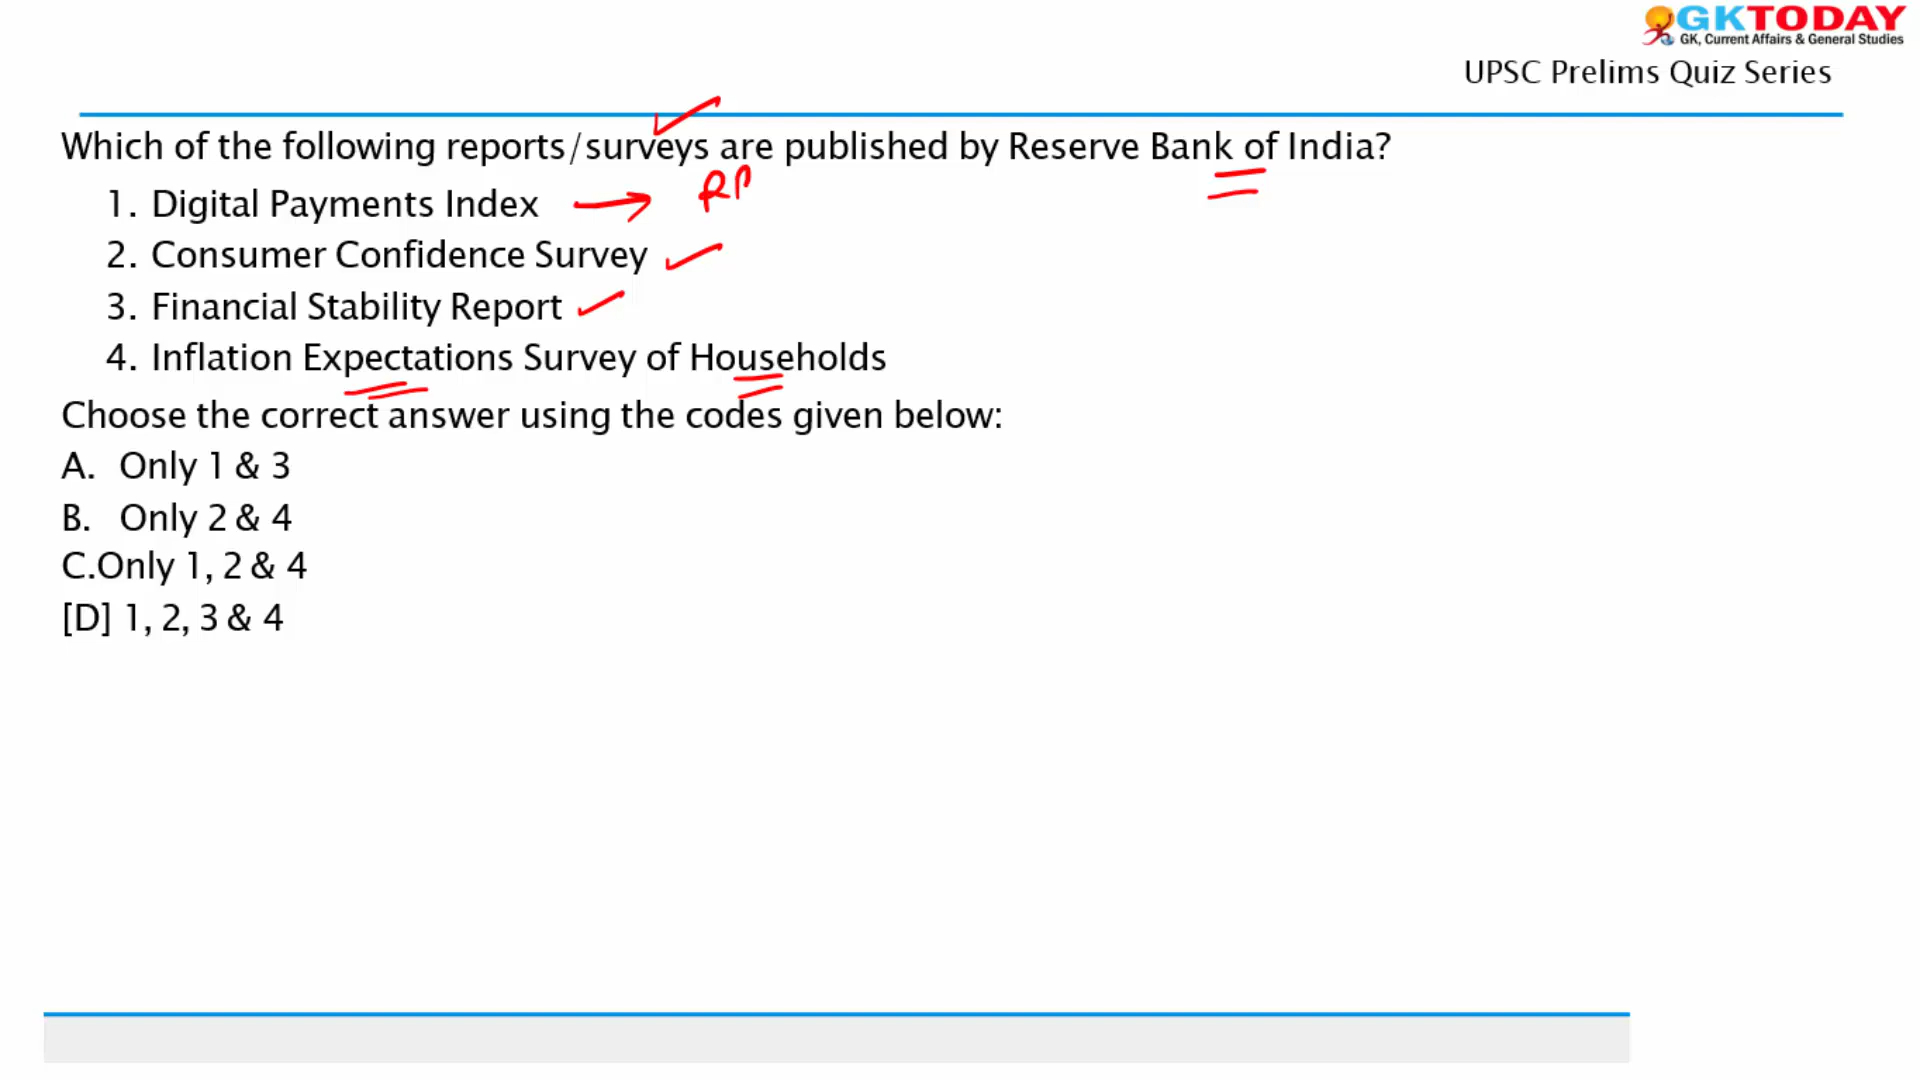 GKTODAY
GK, Current Affairs & General Studies
UPSC Prelims Quiz Series
Which of the following reports/surveys are published by Reserve Bank of India?
1. Digital Payments Index
2. Consumer Confidence Survey
3. Financial Stability Report
4. Inflation Expectations Survey of Households
Choose the correct answer using the codes given below:
A. Only 1 & 3
B. Only 2 & 4
C.Only 1, 2 & 4
[D] 1, 2, 3 & 4